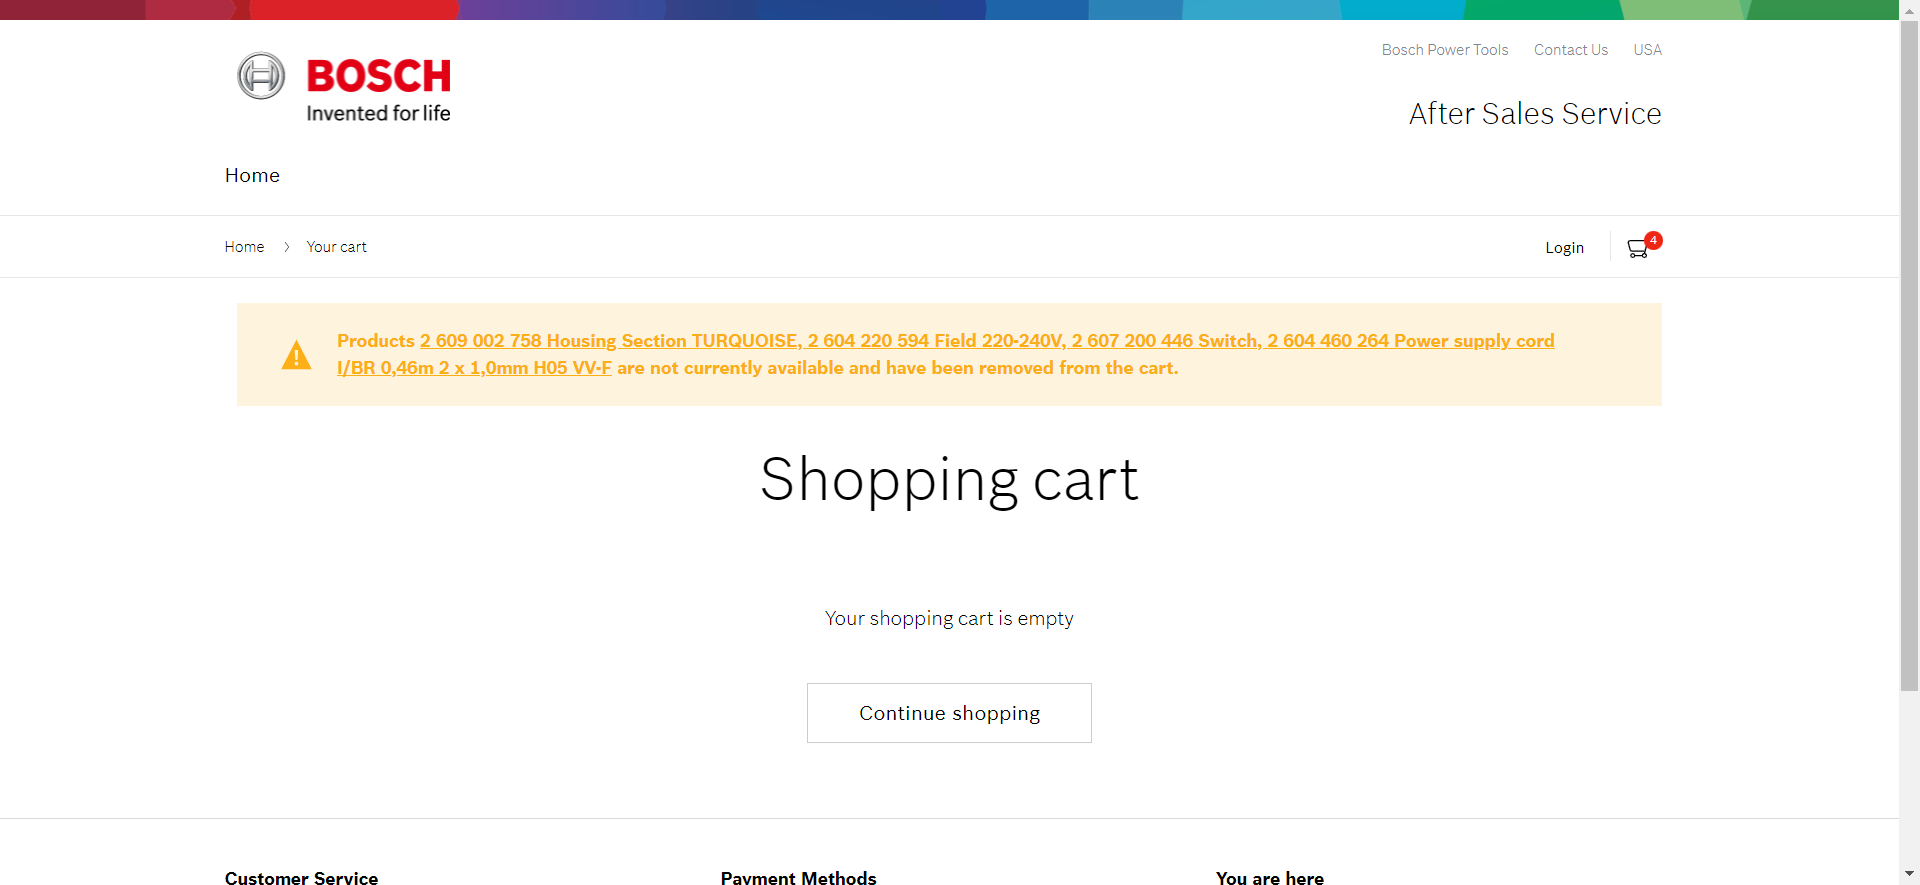 Bosch Power Tools Contact Us USA
BOSCH
Invented for life
After Sales Service
Home
Home > Your cart
Login
4
Products 2 609 002 758 Housing Section TURQUOISE, 2 604 220 594 Field 220-240V, 2 607 200 446 Switch, 2 604 460 264 Power supply cord
I/BR 0,46m 2 x 1,0mm H05 VV-F are not currently available and have been removed from the cart.
Shopping cart
Your shopping cart is empty
Continue shopping
Customer Service
Payment Methods
You are here